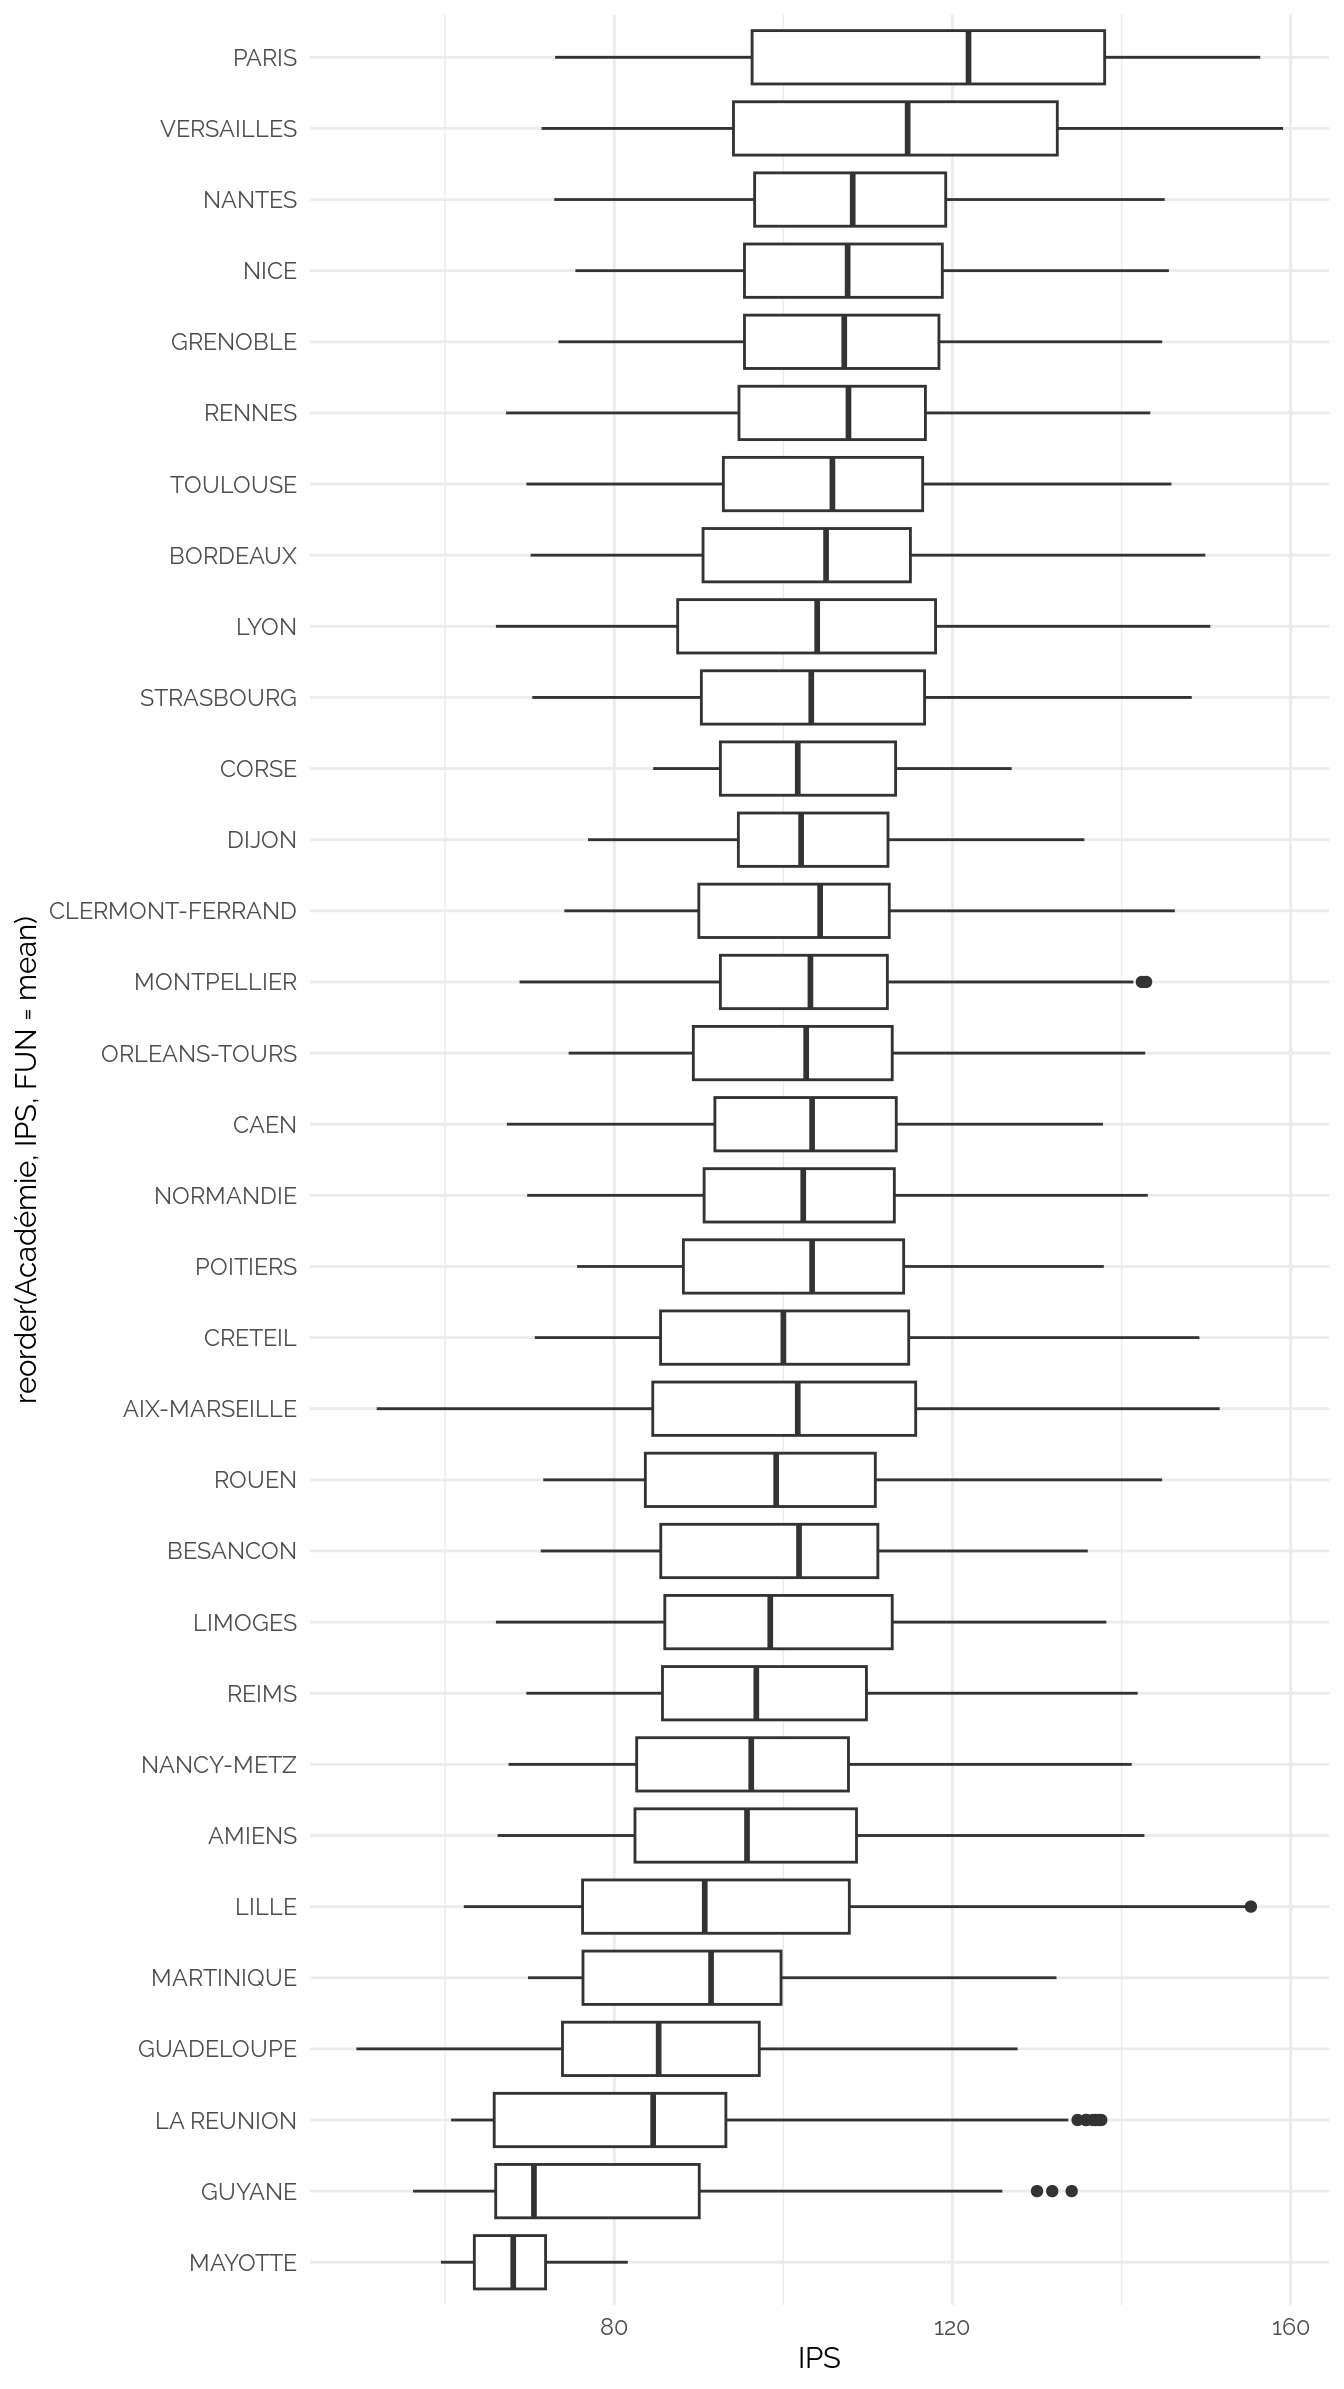 PARIS
VERSAILLES
NANTES
NICE
GRENOBLE
RENNES
TOULOUSE
BORDEAUX
LYON
STRASBOURG
CORSE
DIJON
CLERMONT-FERRAND
MONTPELLIER
ORLEANS-TOURS
CAEN
NORMANDIE
POITIERS
CRETEIL
AIX-MARSEILLE
ROUEN
BESANCON
LIMOGES
REIMS
NANCY-METZ
AMIENS
LILLE
MARTINIQUE
GUADELOUPE
LA REUNION
GUYANE
MAYOTTE
reorder(Académie, IPS, FUN = mean)
80 120 160
IPS